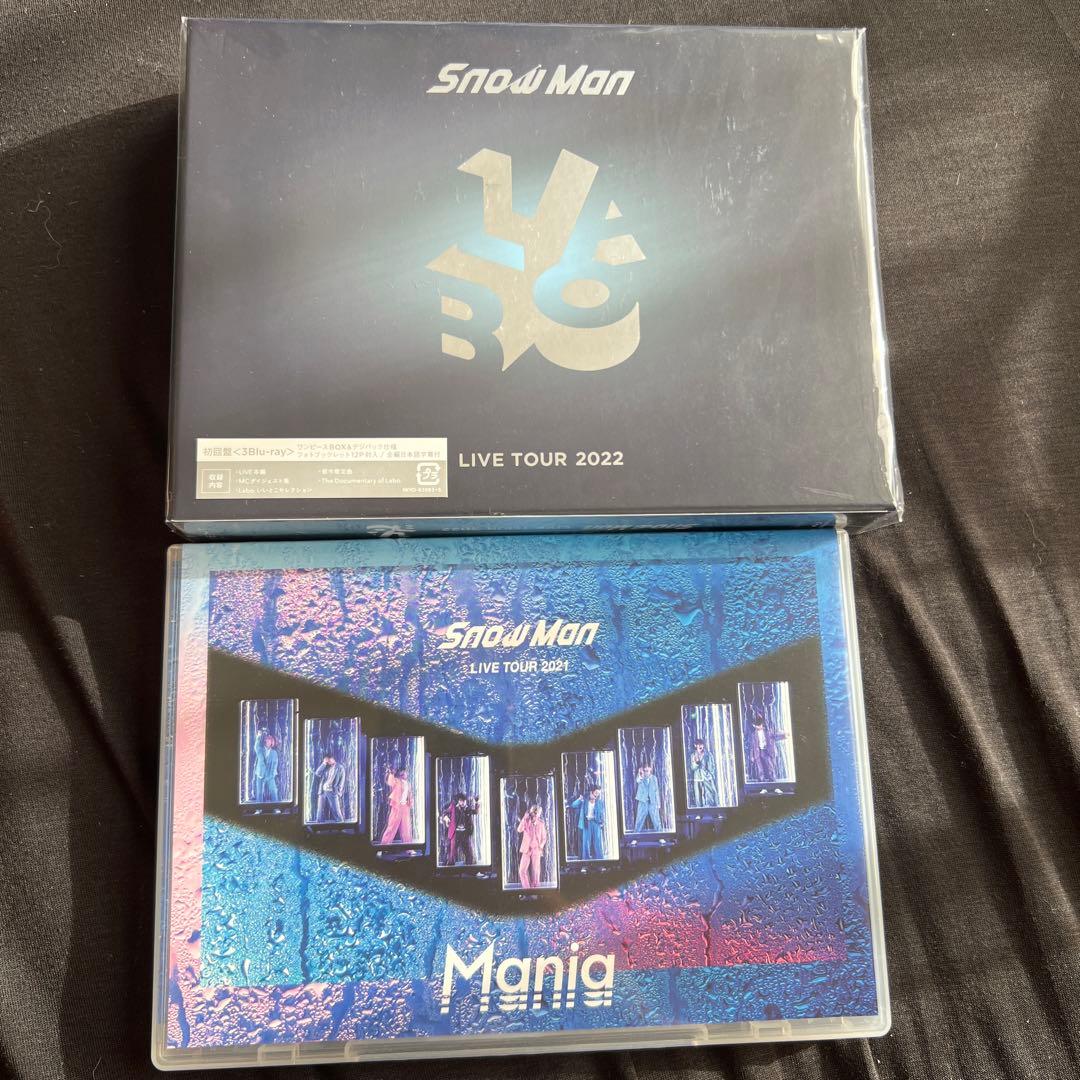 Snow Man
LABO
初回盤<3Blu-ray> ワンピースBOX&デジパック仕様
フォトブックレット12P封入/全編日本語字幕付
収録
内容
・LIVE本編
・MCダイジェスト集
・Labo.いいとこセレクション
・The Documentary of Labo.
プラ
LIVE TOUR 2022
Snow Man
LIVE TOUR 2021
Mania